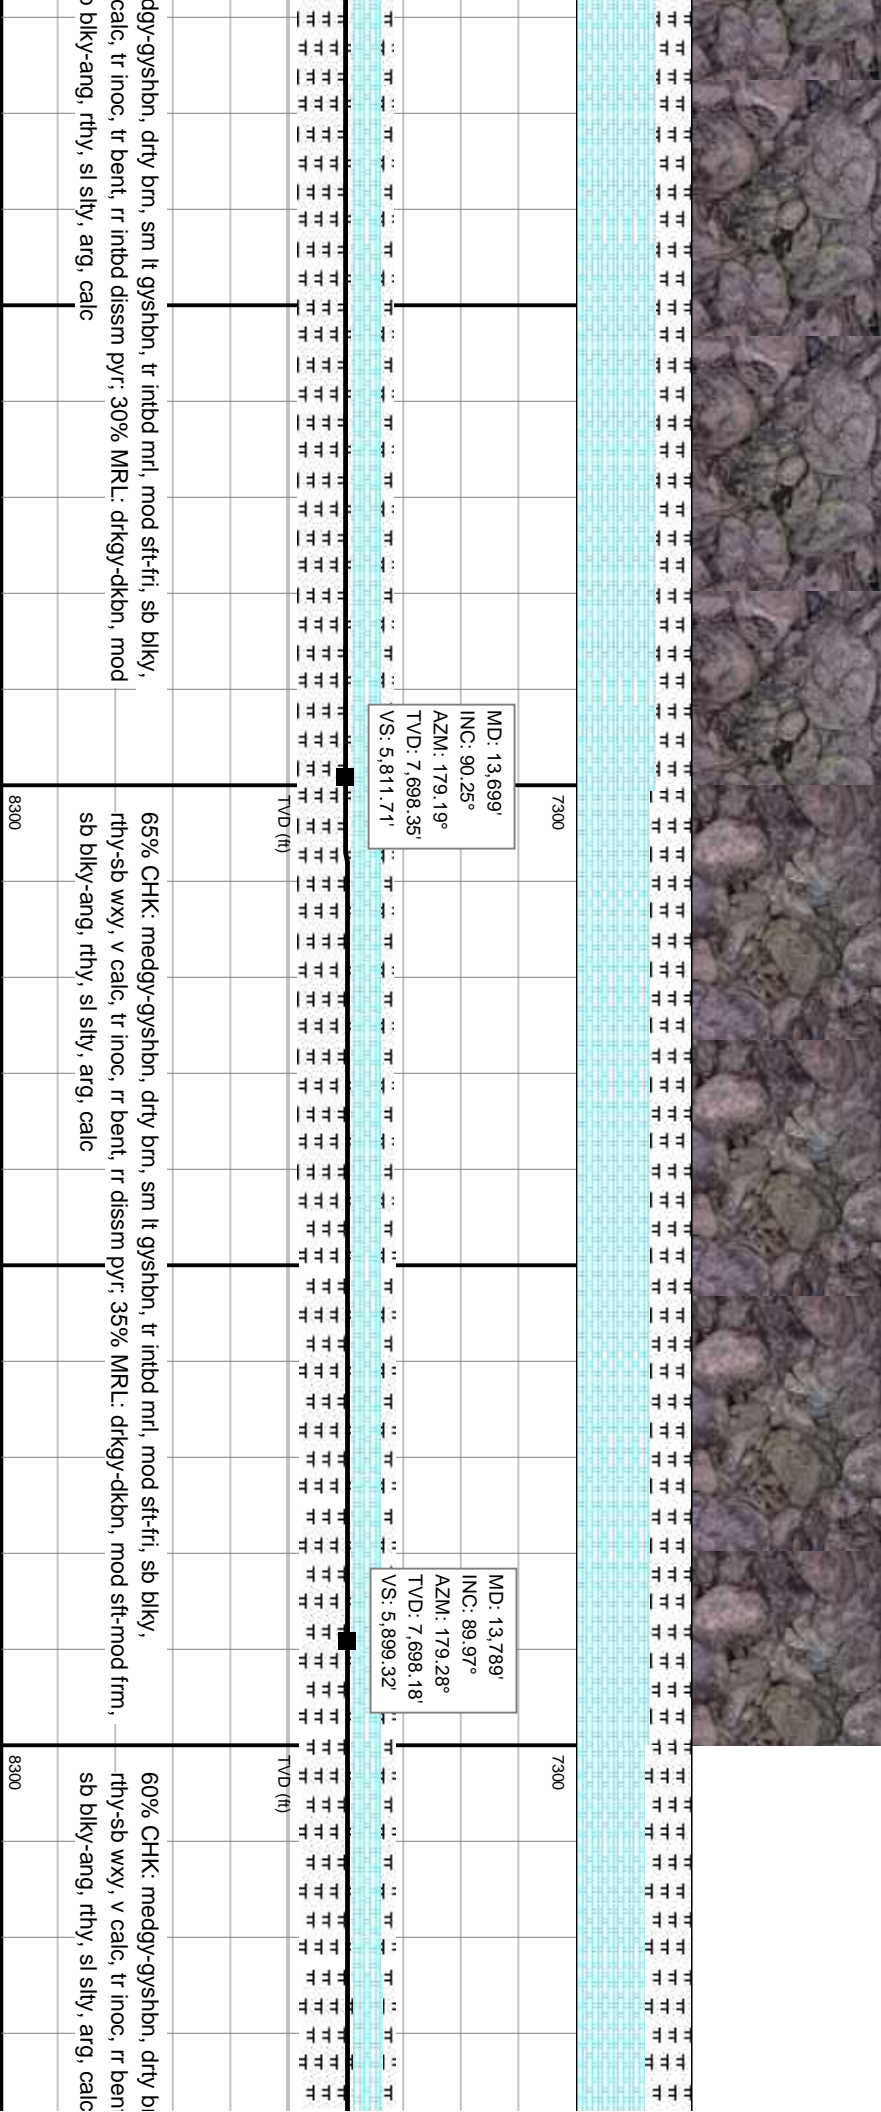 dgy-gyshbn, drty brn, sm lt gyshbn, tr intbd mrl, mod sft-fri, sb blky,
calc, tr inoc, tr bent, rr intbd dissm pyr; 30% MRL: drkgy-dkbn, mod
blky-ang, rthy, sl slty, arg, calc
MD: 13,699'
INC: 90.25°
AZM: 179.19°
TVD: 7,698.35'
VS: 5,811.71'
7300
TVD (ft)
8300
65% CHK: medgy-gyshbn, drty brn, sm lt gyshbn, tr intbd mrl, mod sft-fri, sb blky,
rthy-sb wxy, v calc, tr inoc, rr bent, rr dissm pyr; 35% MRL: drkgy-dkbn, mod sft-mod frm,
sb blky-ang, rthy, sl slty, arg, calc
MD: 13,789'
INC: 89.97°
AZM: 179.28°
TVD: 7,698.18'
VS: 5,899.32'
7300
TVD (ft)
8300
60% CHK: medgy-gyshbn, drty
rthy-sb wxy, v calc, tr inoc, rr bent
sb blky-ang, rthy, sl slty, arg, calc